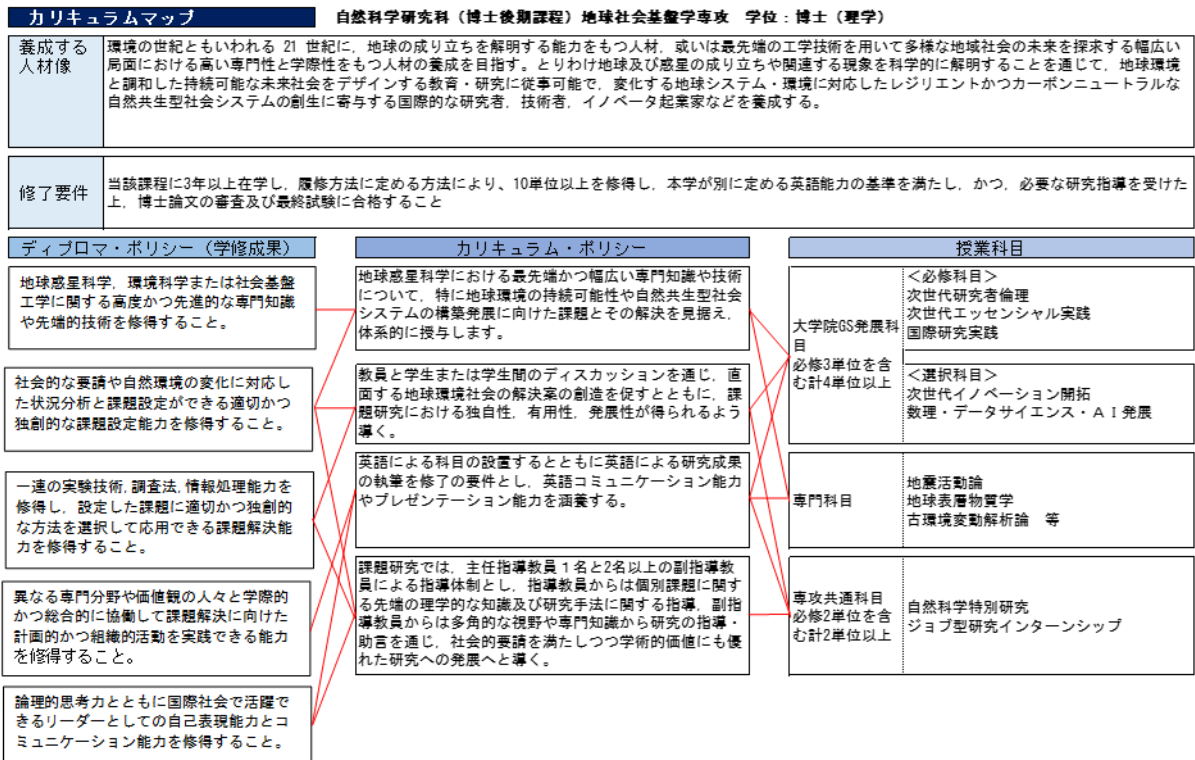 カリキュラムマップ
自然科学研究科（博士後期課程）地球社会基盤学専攻　学位：博士（理学）
養成する
人材像
環境の世紀ともいわれる 21 世紀に，地球の成り立ちを解明する能力をもつ人材，或いは最先端の工学技術を用いて多様な地域社会の未来を探求する幅広い
局面における高い専門性と学際性をもつ人材の養成を目指す。とりわけ地球及び惑星の成り立ちや関連する現象を科学的に解明することを通じて，地球環境
と調和した持続可能な未来社会をデザインする教育・研究に従事可能で，変化する地球システム・環境に対応したレジリエントかつカーボンニュートラルな
自然共生型社会システムの創生に寄与する国際的な研究者，技術者，イノベータ起業家などを養成する。
修了要件
当該課程に3年以上在学し，履修方法に定める方法により、10単位以上を修得し，本学が別に定める英語能力の基準を満たし，かつ，必要な研究指導を受けた
上，博士論文の審査及び最終試験に合格すること
ディプロマ・ポリシー（学修成果）
地球惑星科学，環境科学または社会基盤
工学に関する高度かつ先進的な専門知識
や先端的技術を修得すること。
社会的な要請や自然環境の変化に対応し
た状況分析と課題設定ができる適切かつ
独創的な課題設定能力を修得すること。
一連の実験技術,調査法,情報処理能力を
修得し，設定した課題に適切かつ独創的
な方法を選択して応用できる課題解決能
力を修得すること。
異なる専門分野や価値観の人々と学際的
かつ総合的に協働して課題解決に向けた
計画的かつ組織的活動を実践できる能力
を修得すること。
論理的思考力とともに国際社会で活躍で
きるリーダーとしての自己表現能力とコ
ミュニケーション能力を修得すること。
カリキュラム・ポリシー
地球惑星科学における最先端かつ幅広い専門知識や技術
について，特に地球環境の持続可能性や自然共生型社会
システムの構築発展に向けた課題とその解決を見据え，
体系的に授与します。
教員と学生または学生間のディスカッションを通じ，直
面する地球環境社会の解決案の創造を促すとともに，課
題研究における独自性，有用性，発展性が得られるよう
導く。
英語による科目の設置するとともに英語による研究成果
の執筆を修了の要件とし，英語コミュニケーション能力
やプレゼンテーション能力を涵養する。
課題研究では，主任指導教員１名と2名以上の副指導教
員による指導体制とし，指導教員からは個別課題に関す
る先端の理学的な知識及び研究手法に関する指導，副指
導教員からは多角的な視野や専門知識から研究の指導・
助言を通じ，社会的要請を満たしつつ学術的価値にも優
れた研究への発展へと導く。
授業科目
大学院GS発展科
目
必修3単位を含
む計4単位以上
＜必修科目＞
次世代研究者倫理
次世代エッセンシャル実践
国際研究実践
＜選択科目＞
次世代イノベーション開拓
数理・データサイエンス・ＡＩ発展
専門科目
地震活動論
地球表層物質学
古環境変動解析論　等
専攻共通科目
必修2単位を含
む計2単位以上
自然科学特別研究
ジョブ型研究インターンシップ